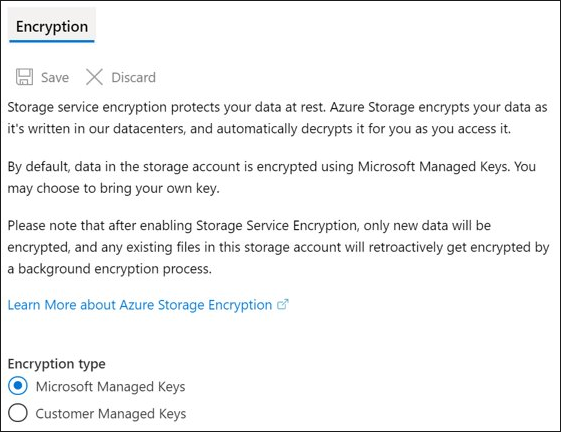 Encryption
Save
Discard
Storage service encryption protects your data at rest. Azure Storage encrypts your data as
it's written in our datacenters, and automatically decrypts it for you as you access it.
By default, data in the storage account is encrypted using Microsoft Managed Keys. You
may choose to bring your own key.
Please note that after enabling Storage Service Encryption, only new data will be
encrypted, and any existing files in this storage account will retroactively get encrypted by
a background encryption process.
Learn More about Azure Storage Encryption
Encryption type
Microsoft Managed Keys
Customer Managed Keys